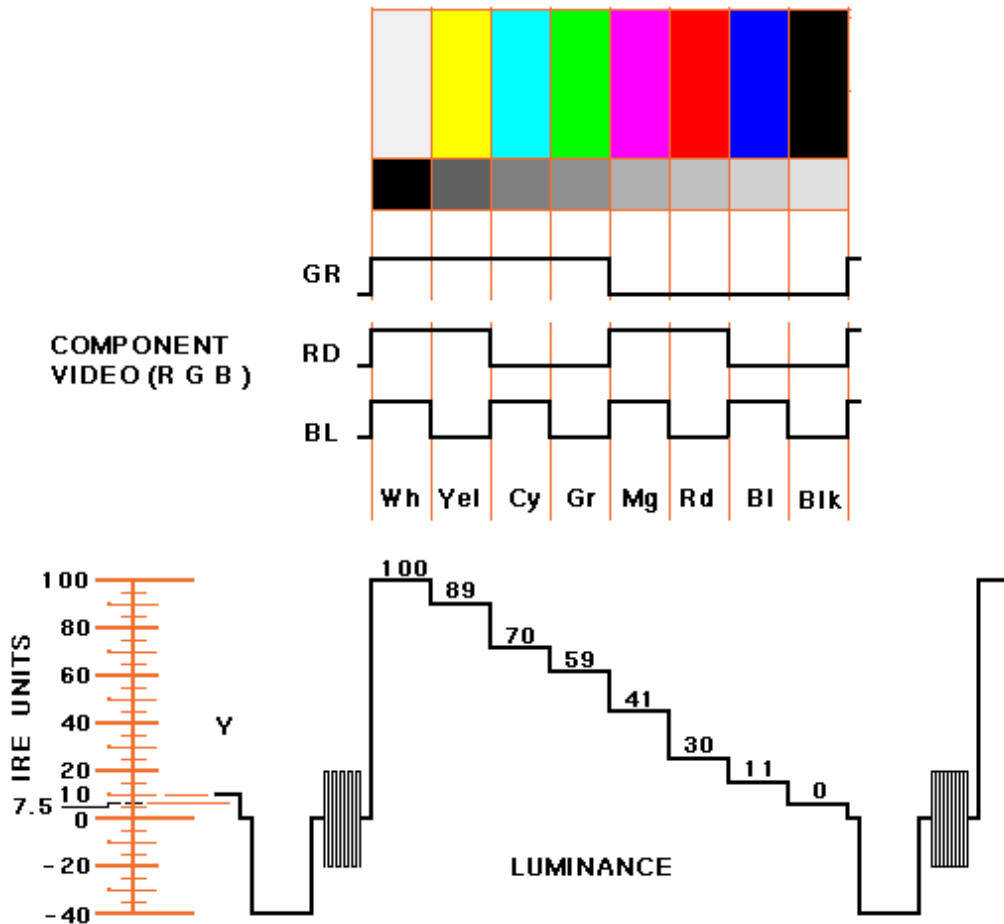 GR
COMPONENT
VIDEO (R G B )
RD
BL
Wh Yel Cy Gr Mg Rd Bl Blk
IRE UNITS
100
80
60
40
20
10
7.5
0
-20
-40
Y
100
89
70
59
41
30
11
0
LUMINANCE